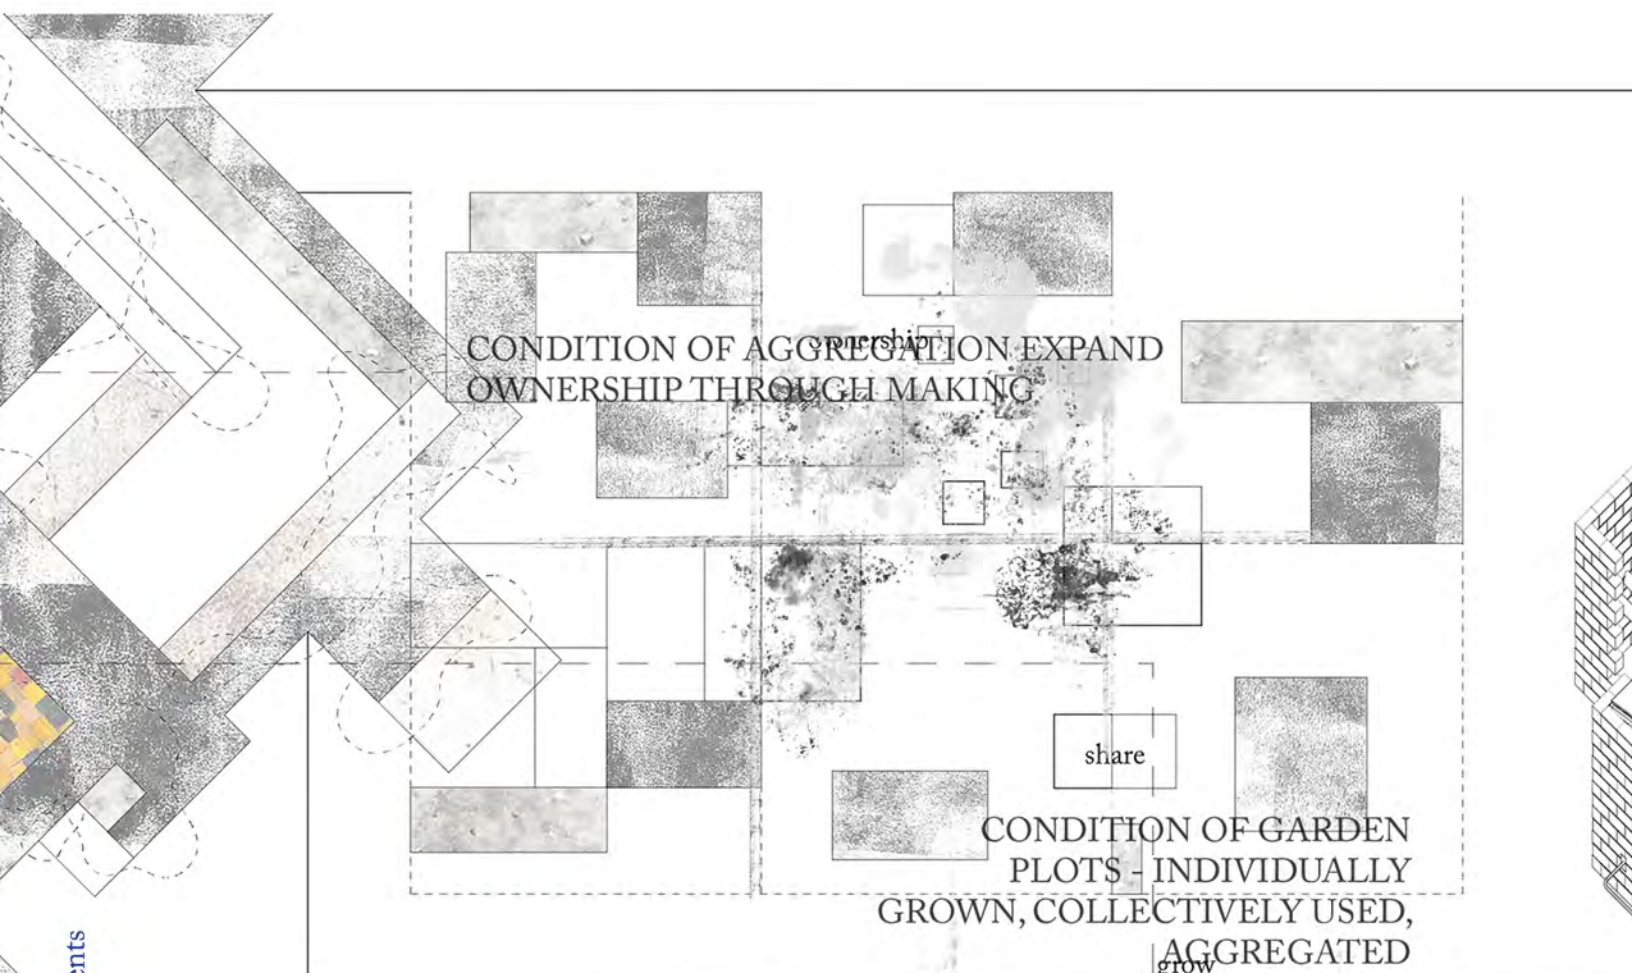 ownership
CONDITION OF AGGREGATION EXPAND
OWNERSHIP THROUGH MAKING
share
CONDITION OF GARDEN
PLOTS - INDIVIDUALLY
GROWN, COLLECTIVELY USED,
AGGREGATED
grow
ents